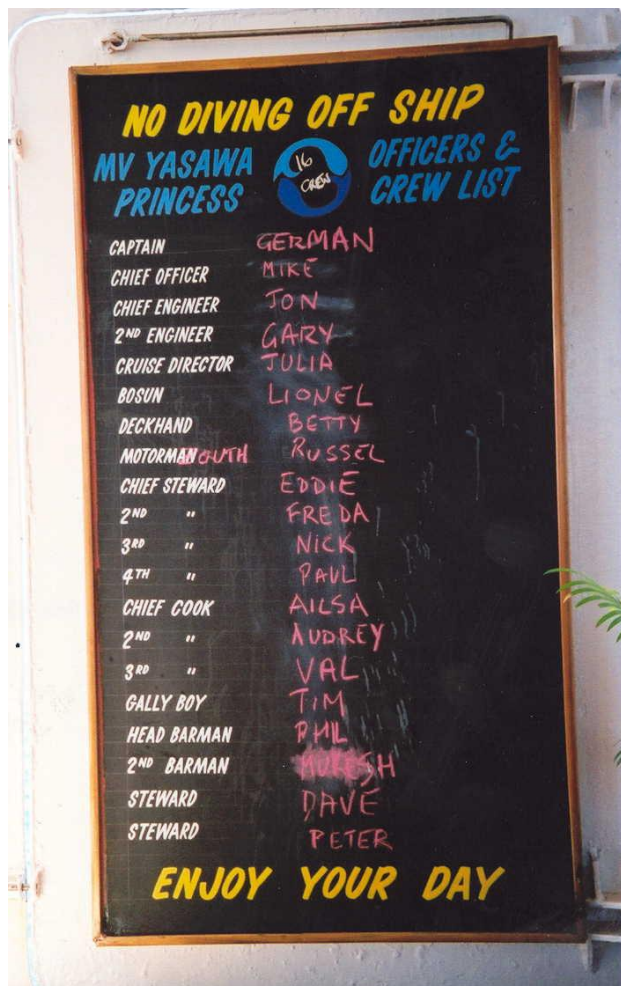 NO DIVING OFF SHIP
MV YASAWA PRINCESS
16 CREW
OFFICERS & CREW LIST
CAPTAIN GERMAN
CHIEF OFFICER MIKE
CHIEF ENGINEER JON
2ND ENGINEER GARY
CRUISE DIRECTOR JULIA
BOSUN LIONEL
DECKHAND BETTY
MOTORMAN MOUTH RUSSEL
CHIEF STEWARD EDDIE
2ND " FREDA
3RD " NICK
4TH " PAUL
CHIEF COOK AILSA
2ND " AUDREY
3RD " VAL
GALLY BOY TIM
HEAD BARMAN PHIL
2ND BARMAN MUKESH
STEWARD DAVE
STEWARD PETER
ENJOY YOUR DAY